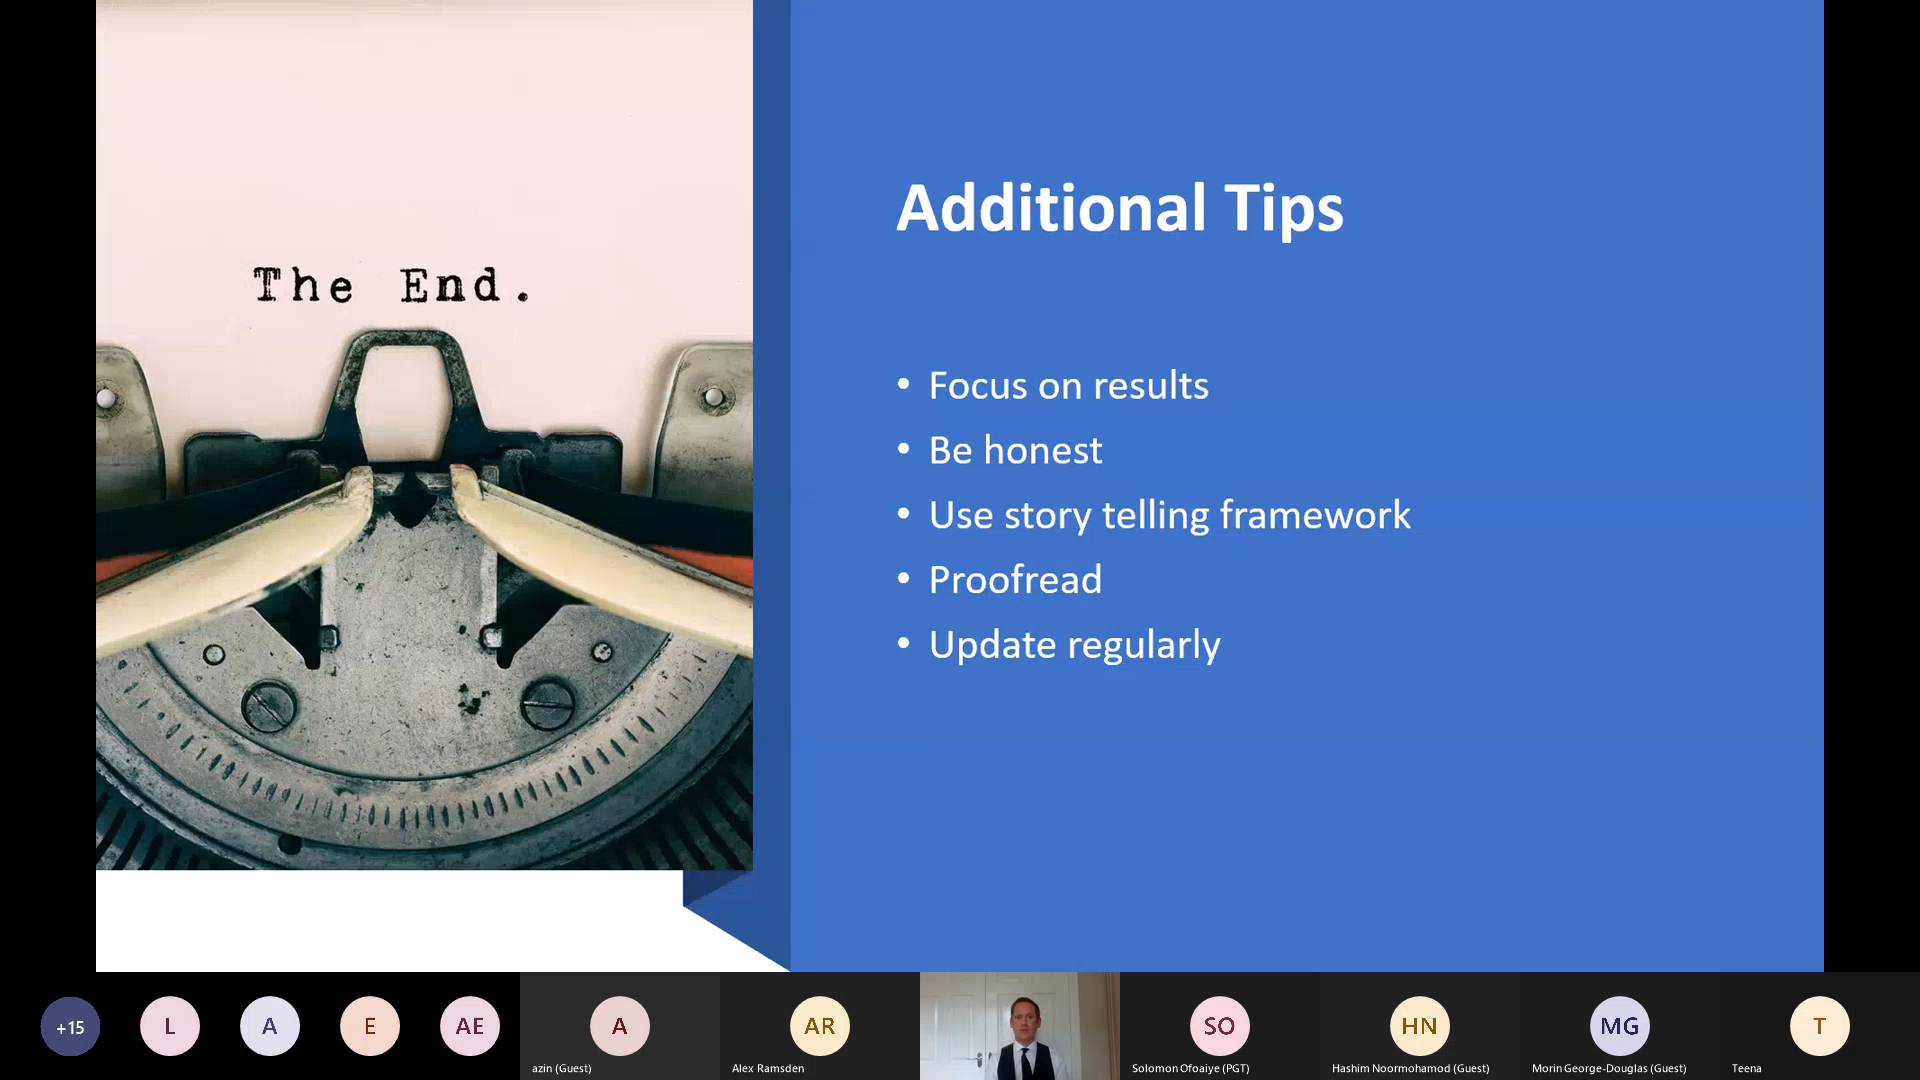 The End.
Additional Tips
• Focus on results
• Be honest
• Use story telling framework
• Proofread
• Update regularly
+15
L
A
E
AE
A
azin (Guest)
AR
Alex Ramsden
SO
Solomon Ofoaiye (PGT)
HN
Hashim Noormohamod (Guest)
MG
Morin George-Douglas (Guest)
T
Teena